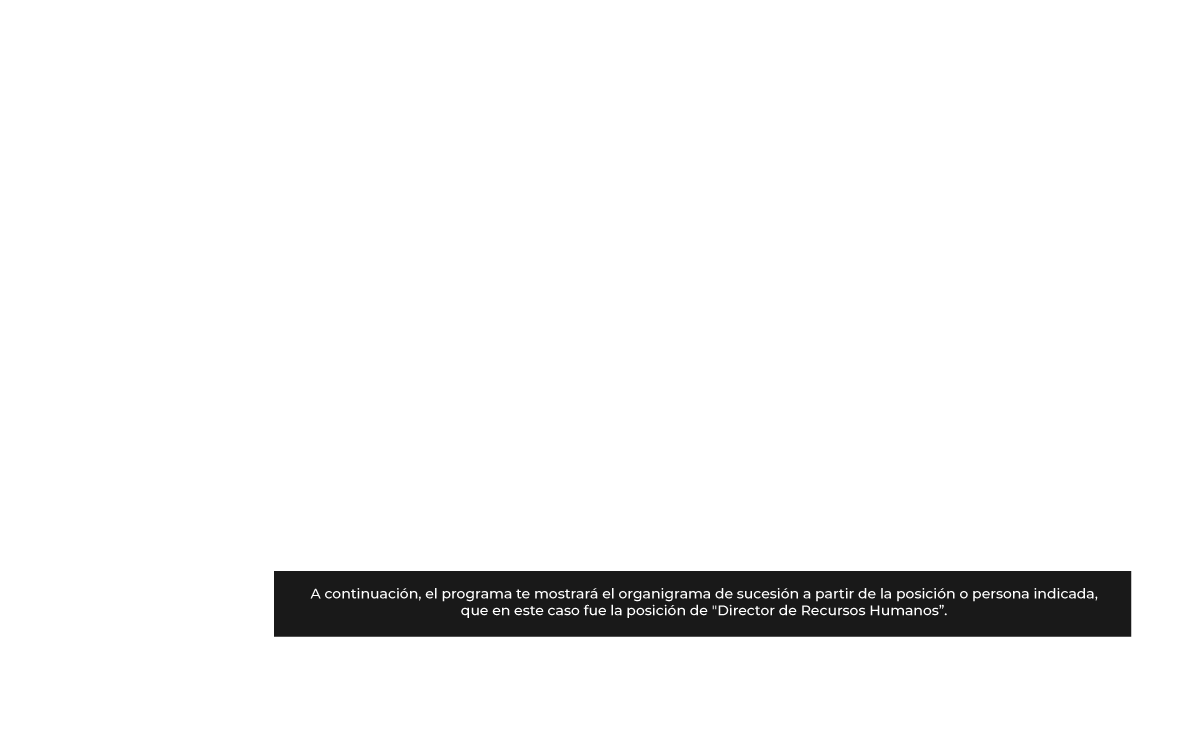 A continuación, el programa te mostrará el organigrama de sucesión a partir de la posición o persona indicada,
que en este caso fue la posición de "Director de Recursos Humanos”.